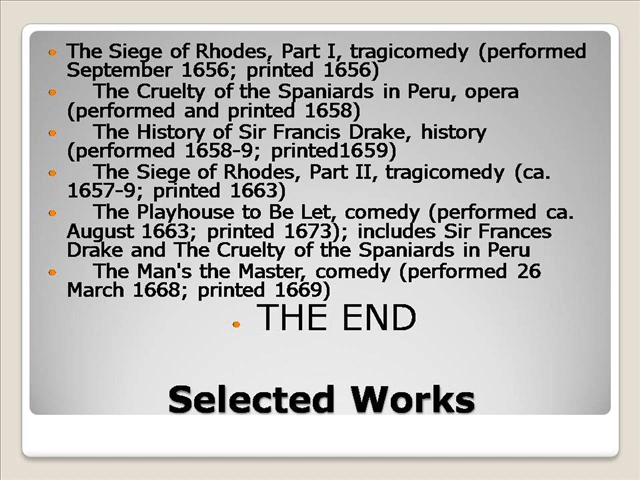 The Siege of Rhodes, Part I, tragicomedy (performed
September 1656; printed 1656)
The Cruelty of the Spaniards in Peru, opera
(performed and printed 1658)
The History of Sir Francis Drake, history
(performed 1658-9; printed1659)
The Siege of Rhodes, Part II, tragicomedy (ca.
1657-9; printed 1663)
The Playhouse to Be Let, comedy (performed ca.
August 1663; printed 1673); includes Sir Frances
Drake and The Cruelty of the Spaniards in Peru
The Man's the Master, comedy (performed 26
March 1668; printed 1669)
THE END
Selected Works